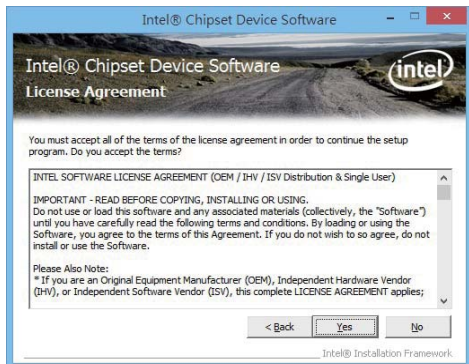 Intel® Chipset Device Software
Intel® Chipset Device Software
License Agreement
intel
You must accept all of the terms of the license agreement in order to continue the setup
program. Do you accept the terms?
INTEL SOFTWARE LICENSE AGREEMENT (OEM / IHV / ISV Distribution & Single User)
IMPORTANT - READ BEFORE COPYING, INSTALLING OR USING.
Do not use or load this software and any associated materials (collectively, the "Software")
until you have carefully read the following terms and conditions. By loading or using the
Software, you agree to the terms of this Agreement. If you do not wish to so agree, do not
install or use the Software.
Please Also Note:
* If you are an Original Equipment Manufacturer (OEM), Independent Hardware Vendor
(IHV), or Independent Software Vendor (ISV), this complete LICENSE AGREEMENT applies;
< Back Yes No
Intel® Installation Framework